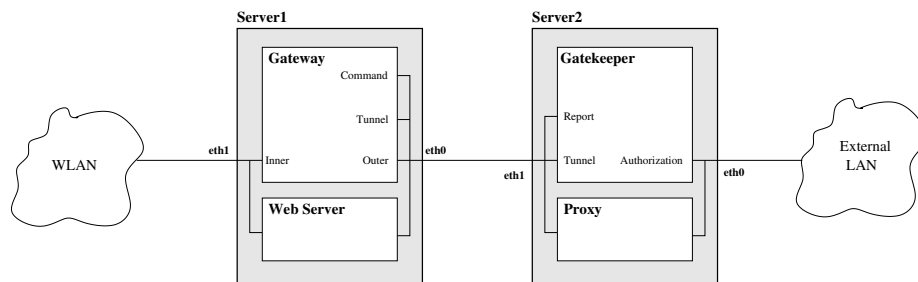 Server1
Server2
Gateway
Gatekeeper
Command
Tunnel
Report
WLAN
eth1
Inner
Outer
eth0
eth1
Tunnel
Authorization
eth0
External
LAN
Web Server
Proxy